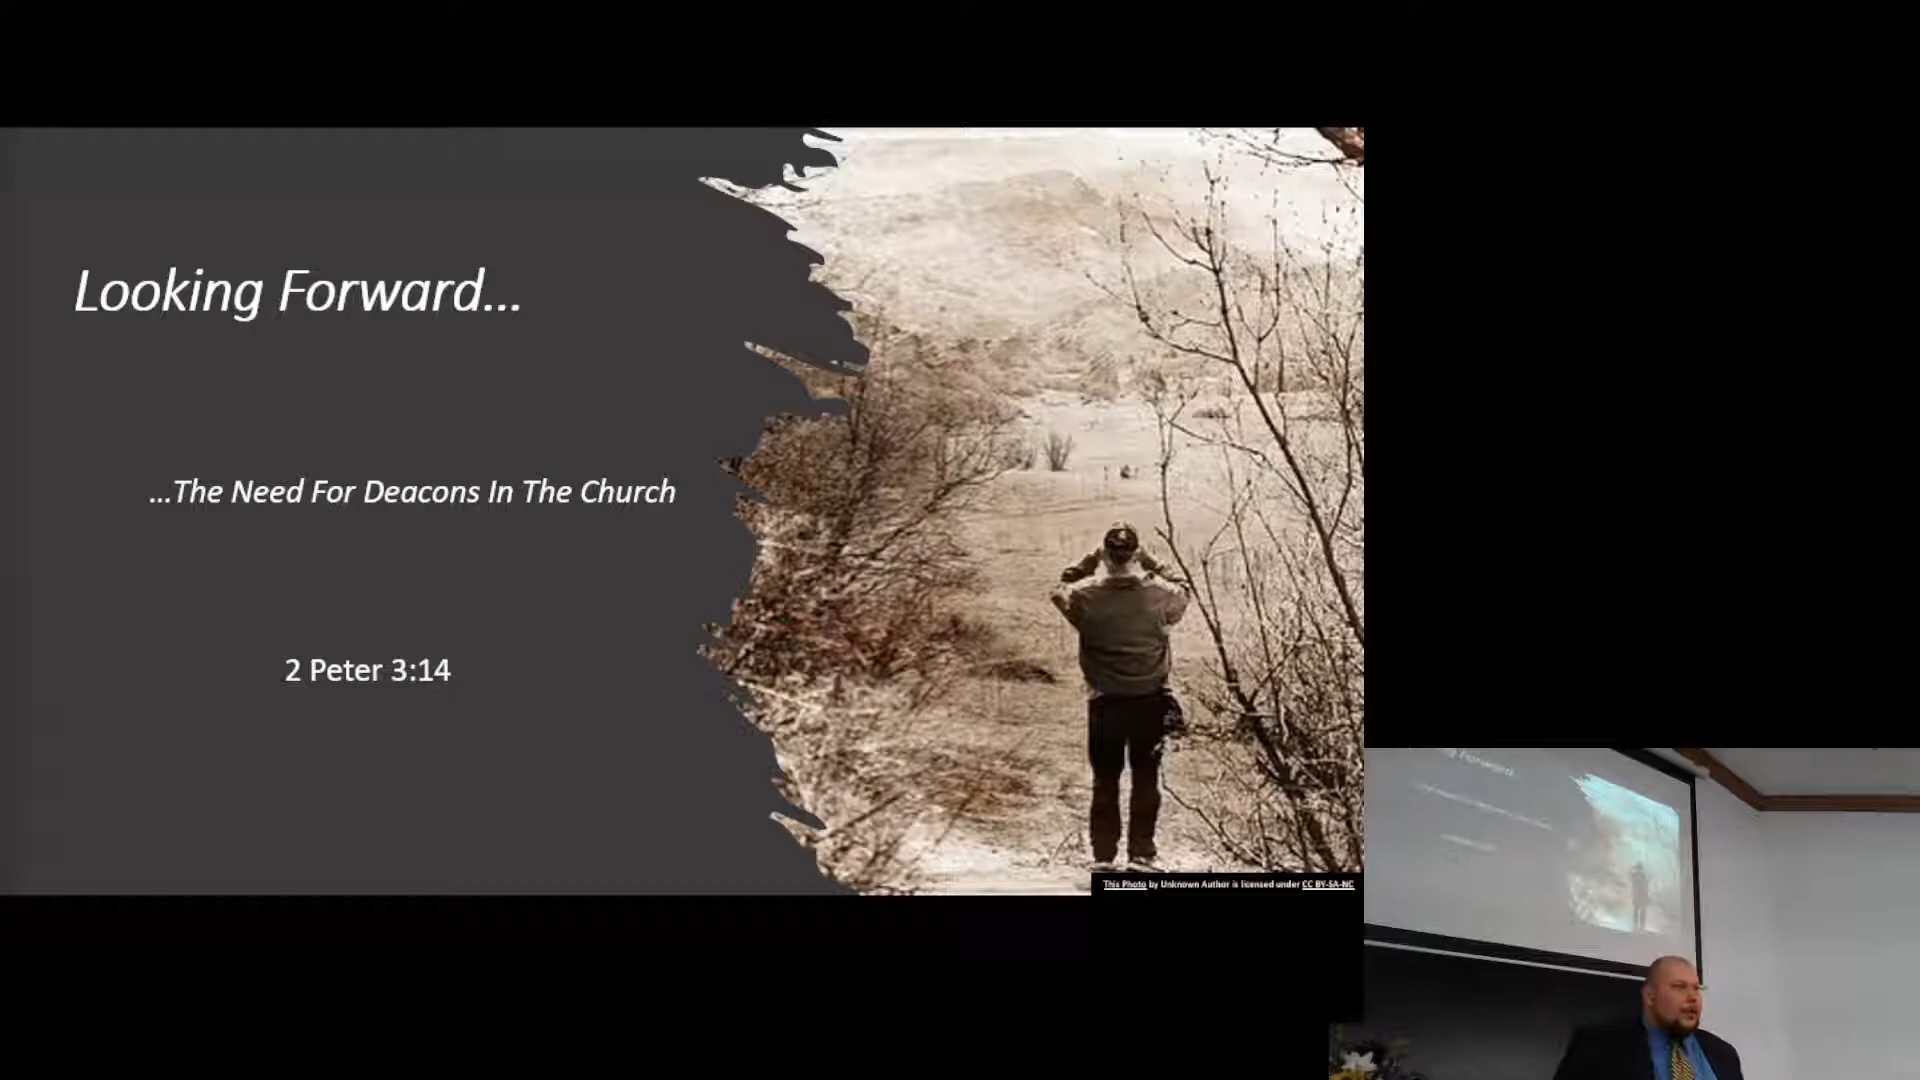 Looking Forward...
...The Need For Deacons In The Church
2 Peter 3:14
This Photo by Unknown Author is licensed under CC BY-SA-NC
Forward